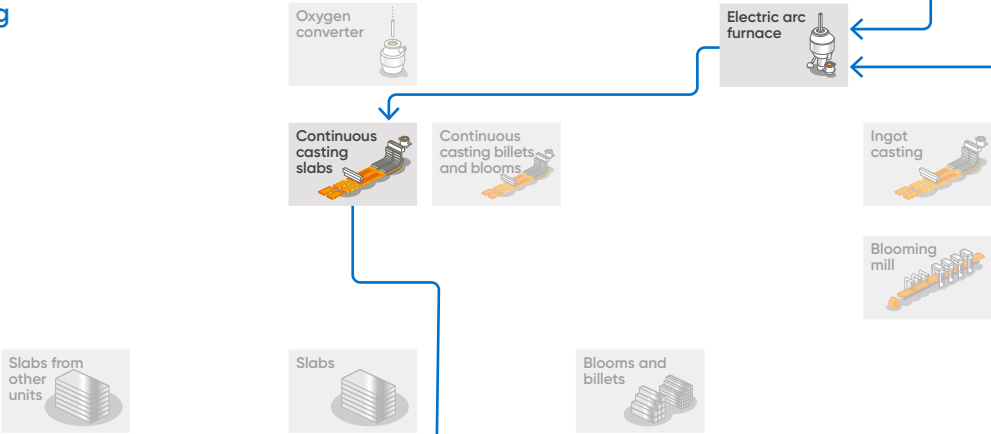 g
Oxygen
converter
Electric arc
furnace
Continuous
casting
slabs
Continuous
casting billets
and blooms
Ingot
casting
Blooming
mill
Slabs from
other
units
Slabs
Blooms and
billets